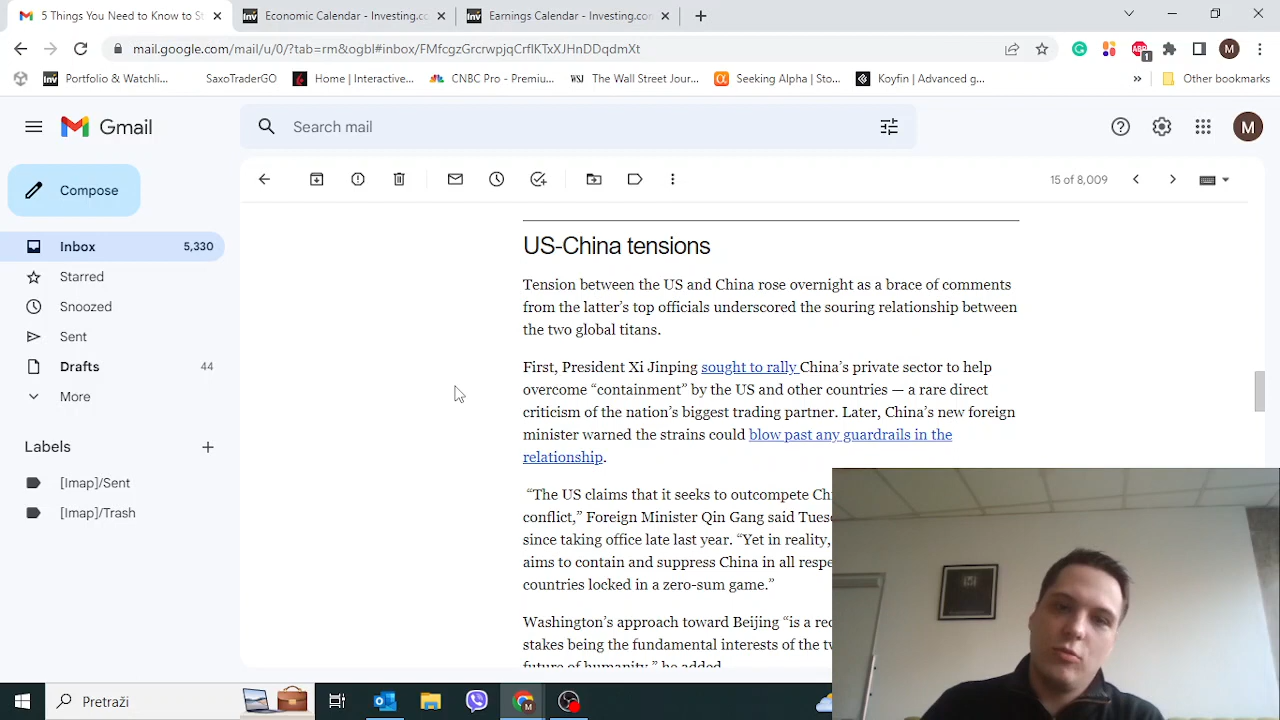 5 Things You Need to Know to St
Economic Calendar - Investing.co
Earnings Calendar - Investing.co
mail.google.com/mail/u/0/?tab=rm&ogbl#inbox/FMfcgzGrcrwpjqCrflKTxXJHnDDqdmXt
Portfolio & Watchli...
SaxoTraderGO
Home | Interactive...
CNBC Pro - Premiu...
The Wall Street Jour...
Seeking Alpha | Sto...
Koyfin | Advanced g...
Other bookmarks
Gmail
Search mail
M
Compose
15 of 8,009
Inbox 5,330
Starred
Snoozed
Sent
Drafts 44
More
Labels
[Imap]/Sent
[Imap]/Trash
US-China tensions
Tension between the US and China rose overnight as a brace of comments
from the latter's top officials underscored the souring relationship between
the two global titans.
First, President Xi Jinping sought to rally China's private sector to help
overcome “containment” by the US and other countries — a rare direct
criticism of the nation's biggest trading partner. Later, China's new foreign
minister warned the strains could blow past any guardrails in the
relationship.
“The US claims that it seeks to outcompete Ch
conflict,” Foreign Minister Qin Gang said Tues
since taking office late last year. “Yet in reality,
aims to contain and suppress China in all respe
countries locked in a zero-sum game.”
Washington's approach toward Beijing “is a rec
stakes being the fundamental interests of the tw
future of humanity,” he added.
Pretraži